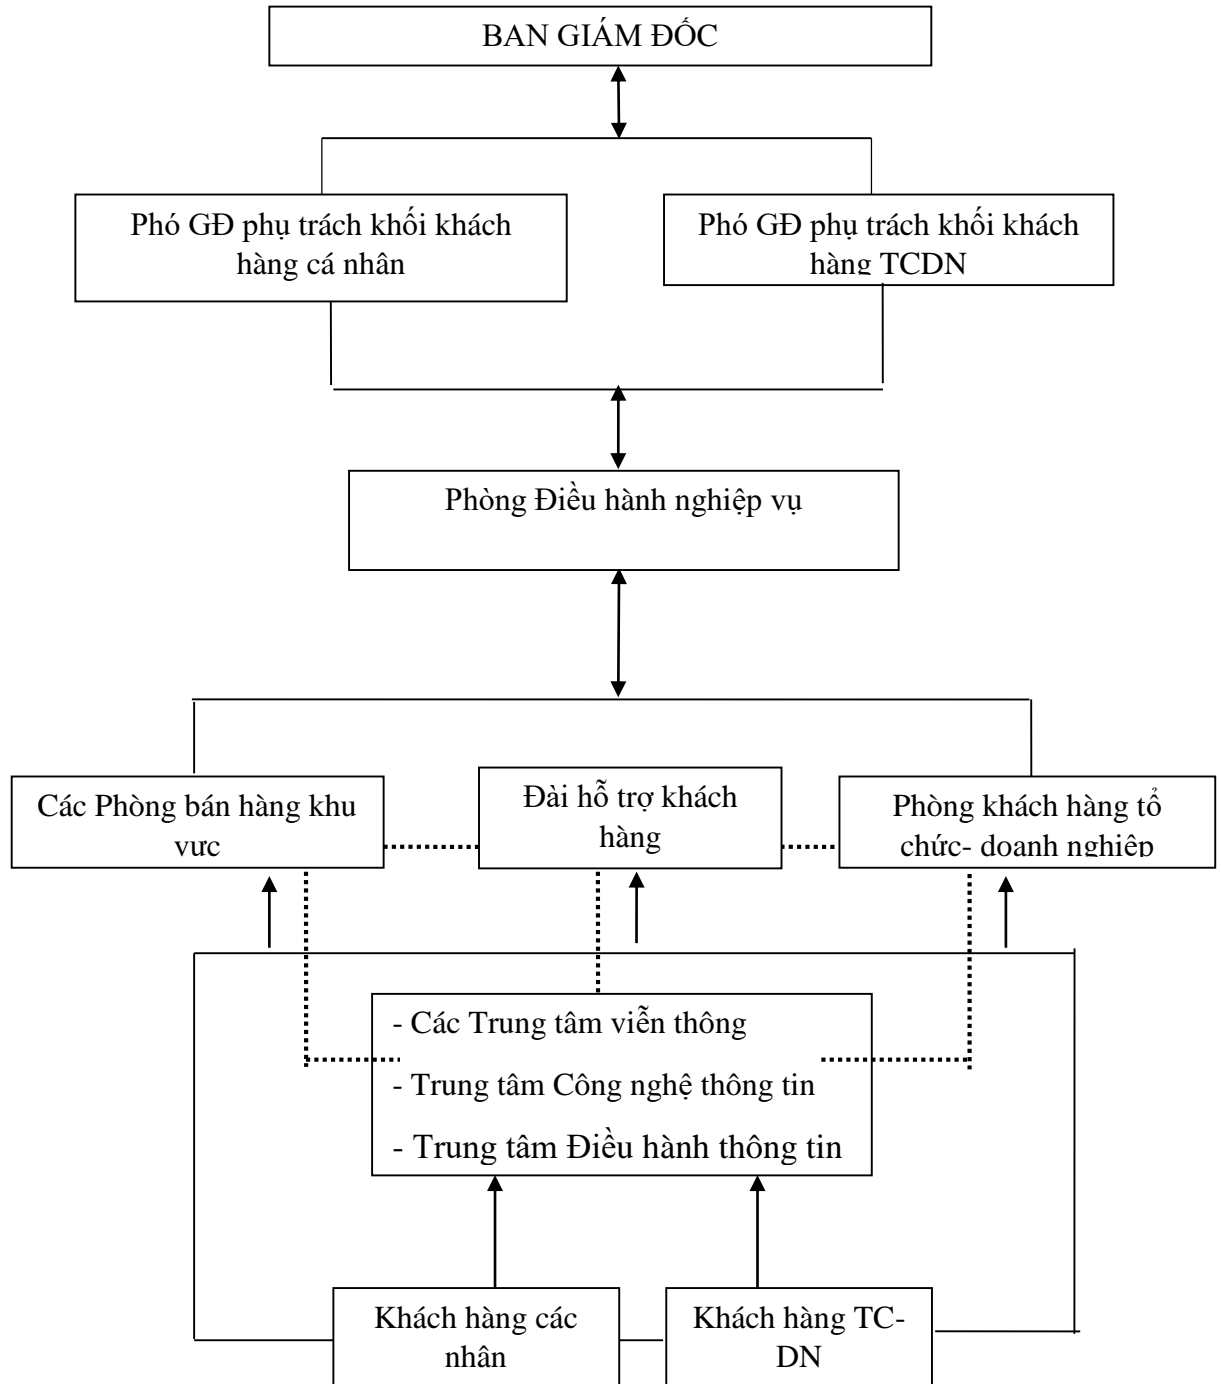 BAN GIÁM ĐỐC
Phó GĐ phụ trách khối khách
hàng cá nhân
Phó GĐ phụ trách khối khách
hàng TCDN
Phòng Điều hành nghiệp vụ
Các Phòng bán hàng khu
vực
Đài hỗ trợ khách
hàng
Phòng khách hàng tổ
chức- doanh nghiệp
- Các Trung tâm viễn thông
- Trung tâm Công nghệ thông tin
- Trung tâm Điều hành thông tin
Khách hàng các
nhân
Khách hàng TC-
DN